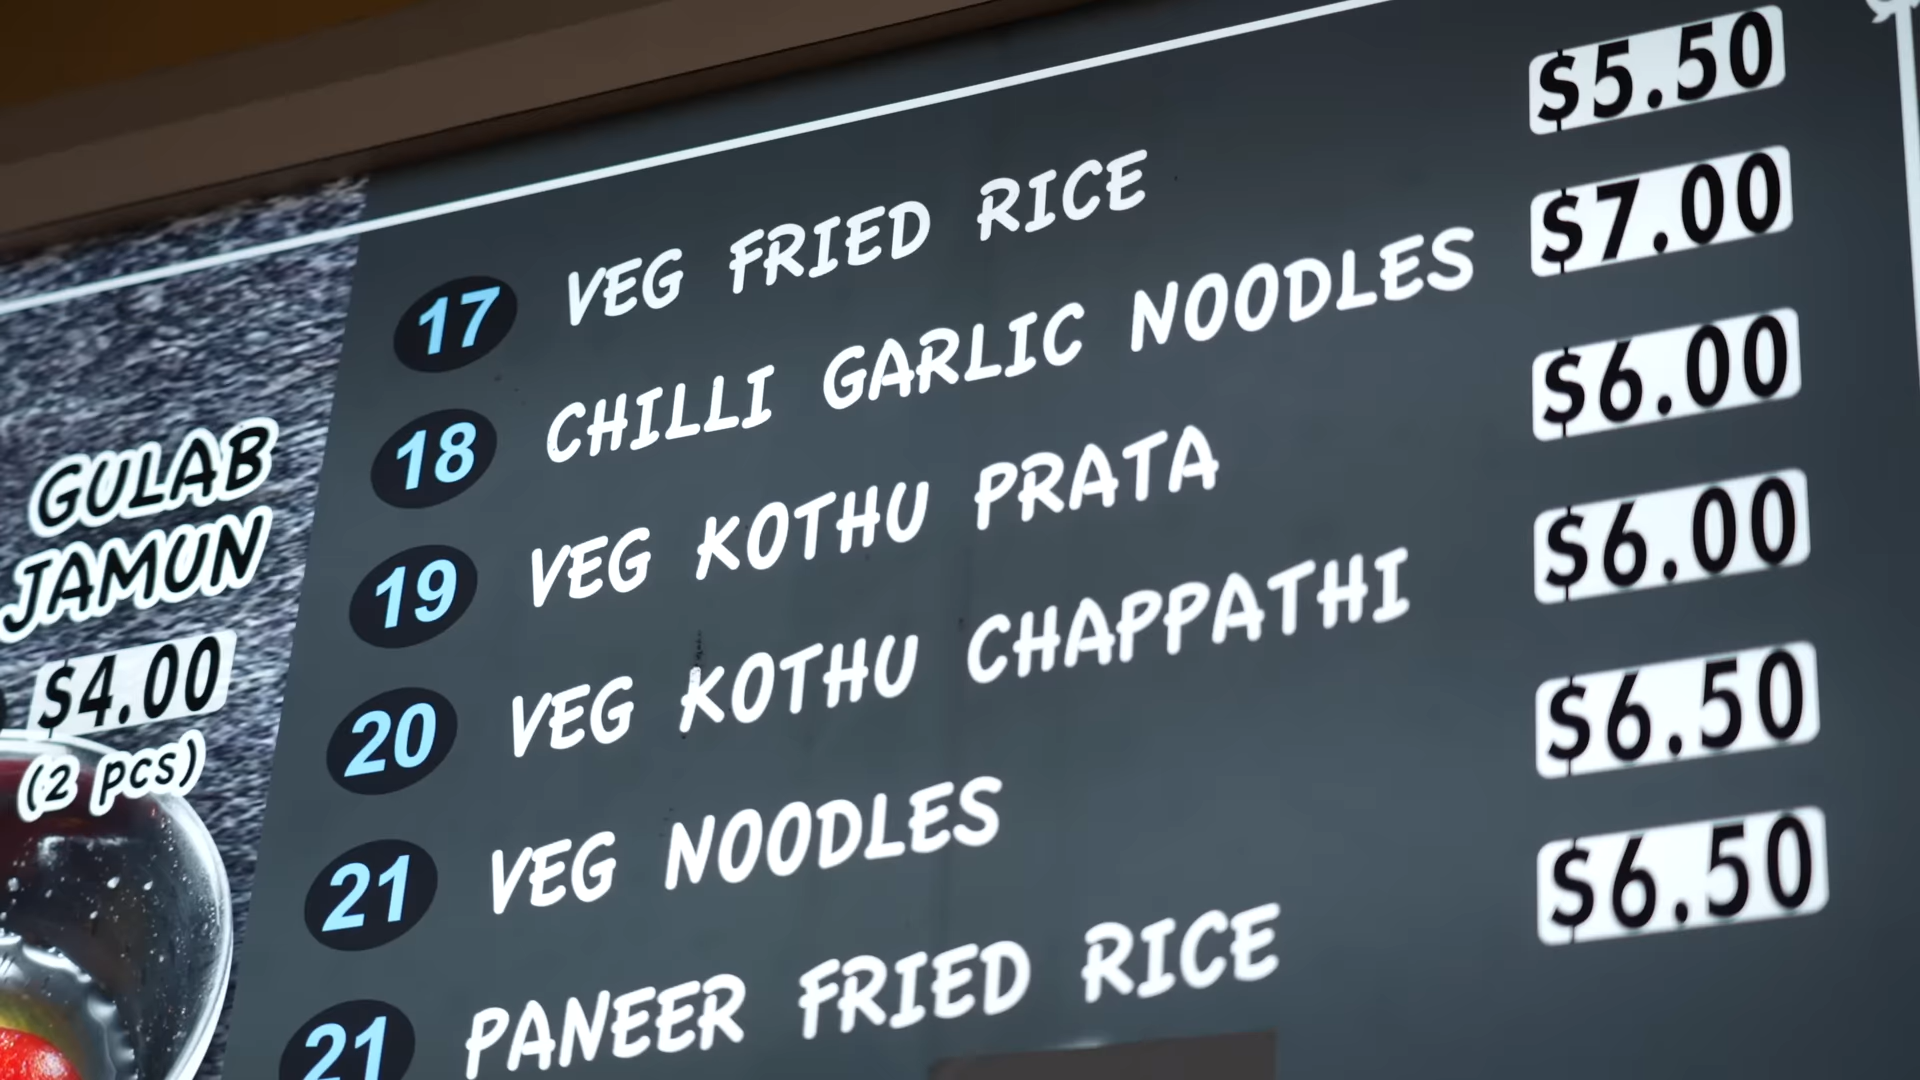 GULAB
JAMUN
$4.00
(2 pcs)
17 VEG FRIED RICE $5.50
18 CHILLI GARLIC NOODLES $7.00
19 VEG KOTHU PRATA $6.00
20 VEG KOTHU CHAPPATHI $6.00
21 VEG NOODLES $6.50
21 PANEER FRIED RICE $6.50